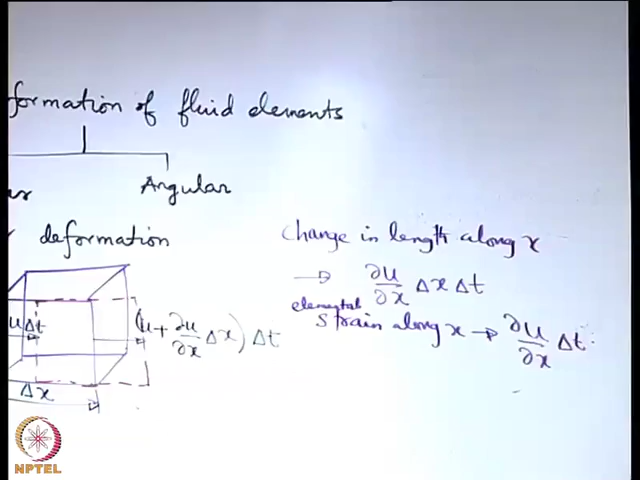 formation of fluid elements
Angular
deformation
Change in length along x
→ ∂u/∂x Δx Δt
elemental
Strain along x → ∂u/∂x Δt
uΔt
(u + ∂u/∂x Δx) Δt
Δx
NPTEL